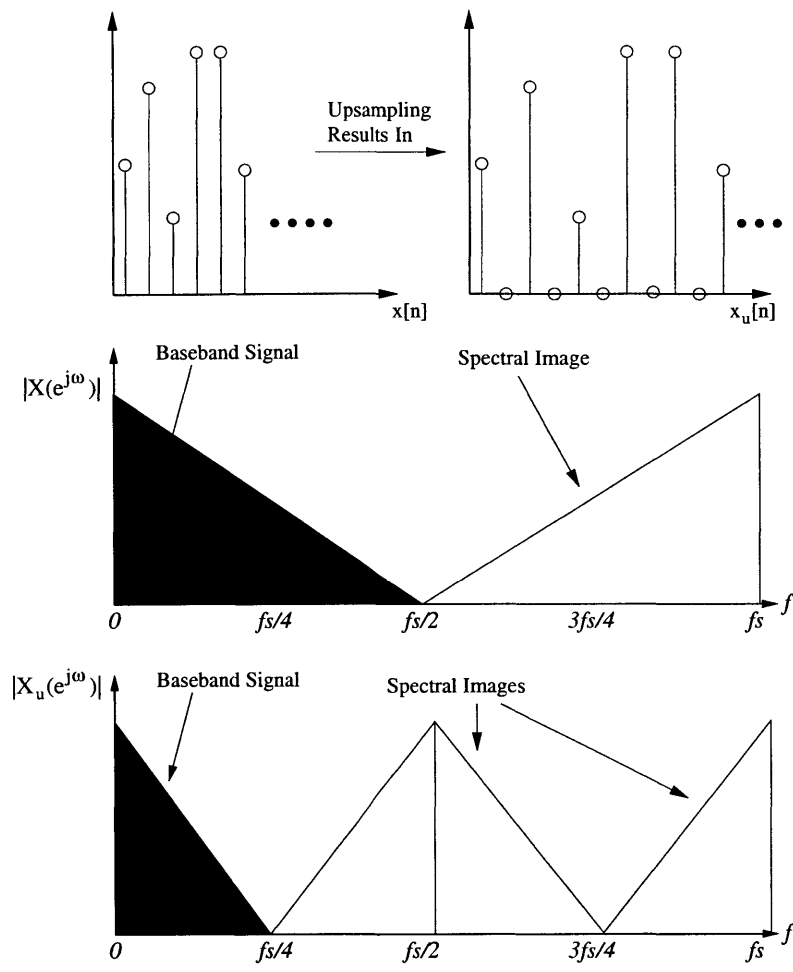 Upsampling
Results In
x[n]
x_u[n]
Baseband Signal
Spectral Image
|X(e^{jω})|
f
0
fs/4
fs/2
3fs/4
fs
|X_u(e^{jω})|
Baseband Signal
Spectral Images
f
0
fs/4
fs/2
3fs/4
fs